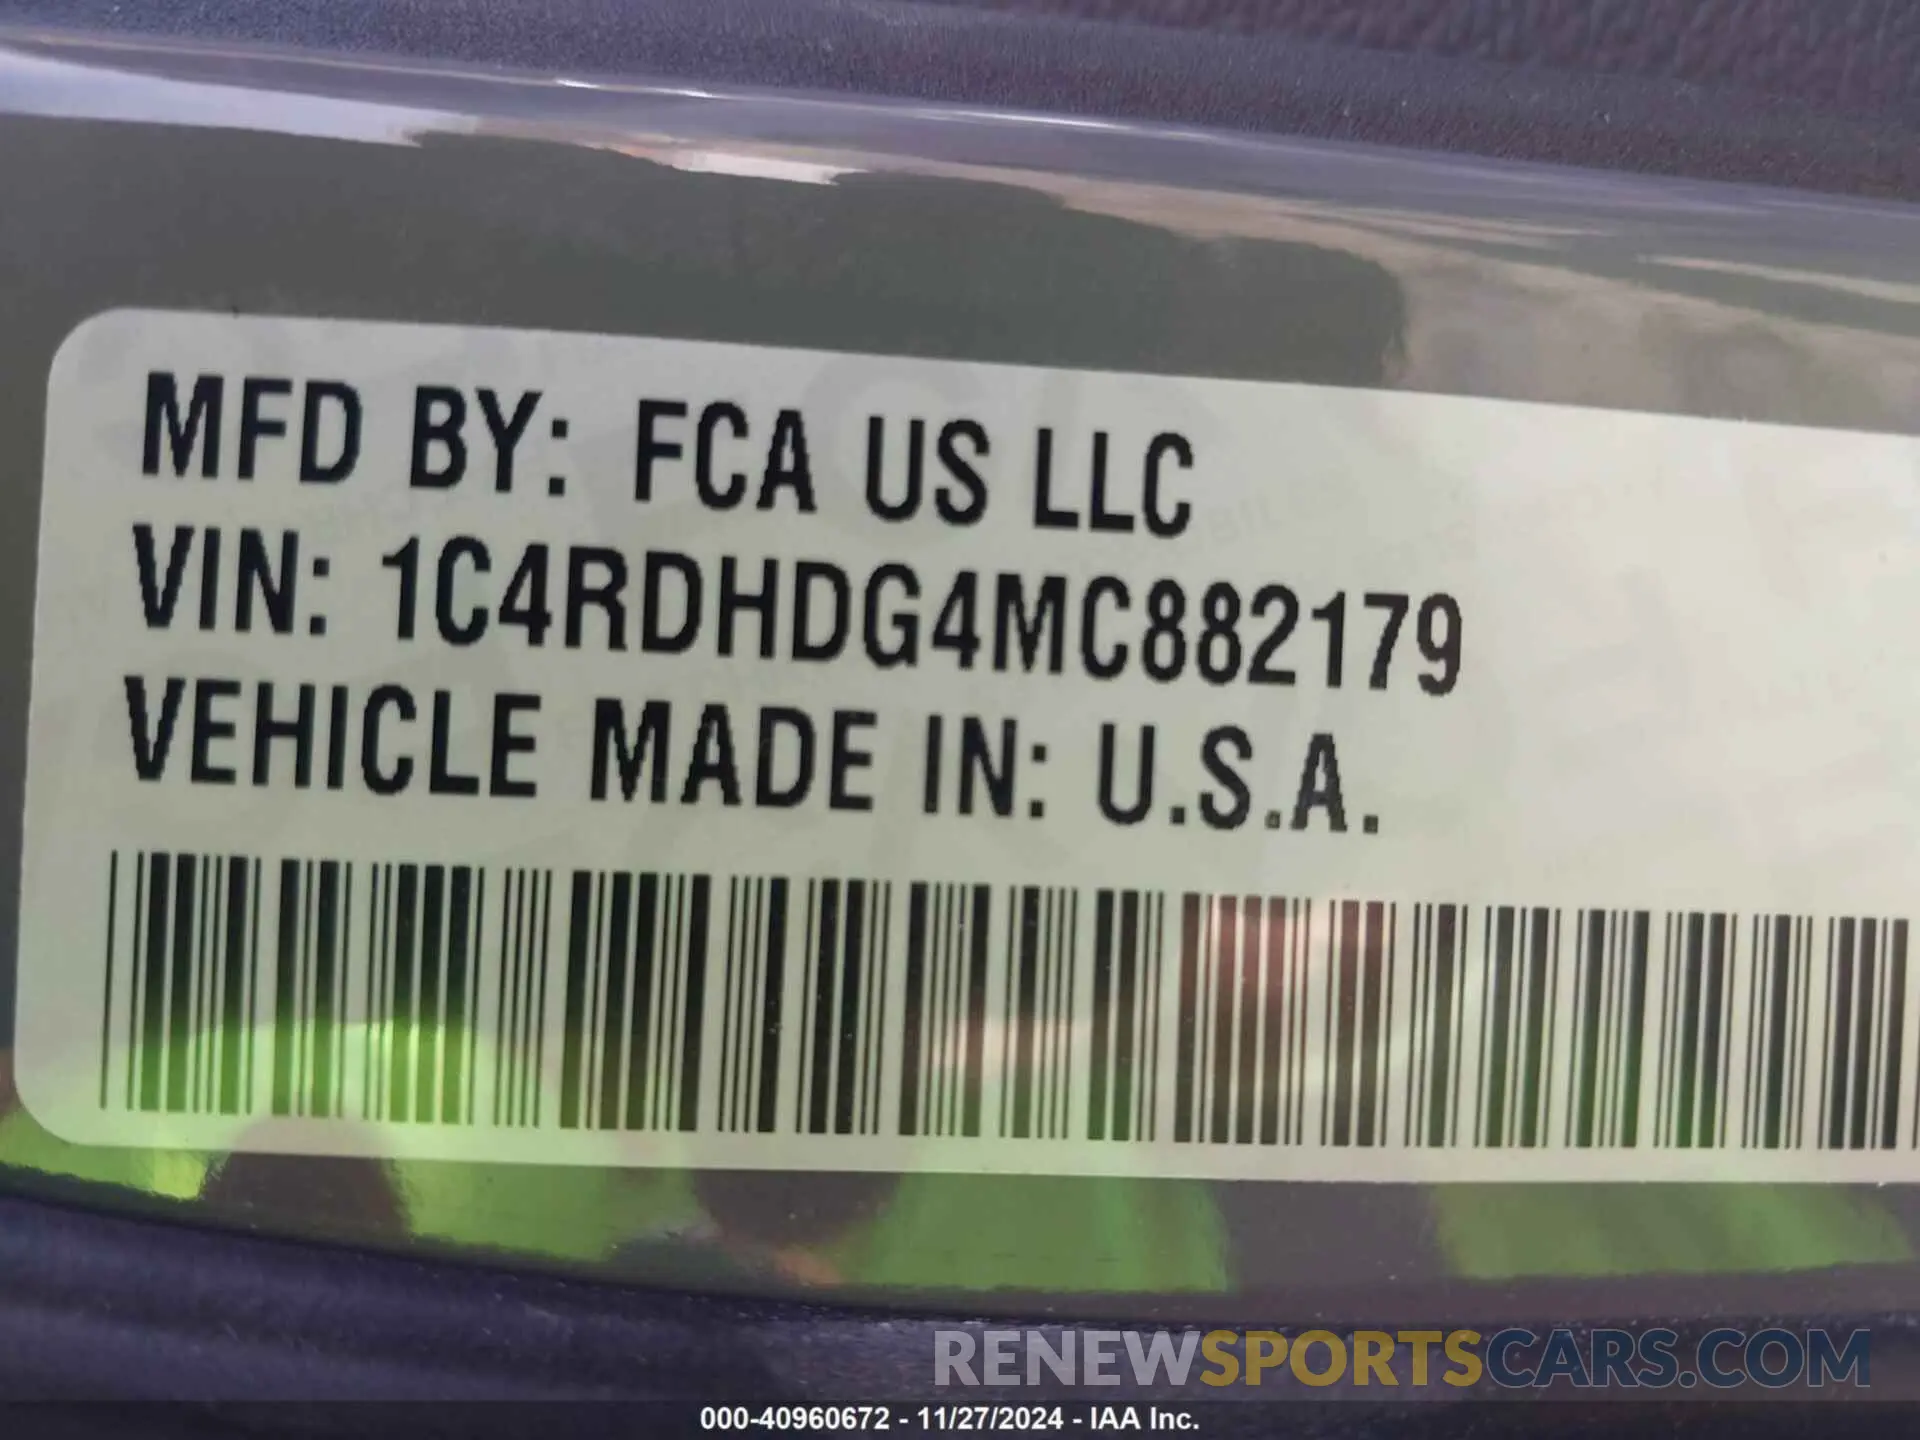 MFD BY: FCA US LLC
VIN: 1C4RDHDG4MC882179
VEHICLE MADE IN: U.S.A.
RENEWSPORTSCARS.COM
000-40960672 - 11/27/2024 - IAA Inc.